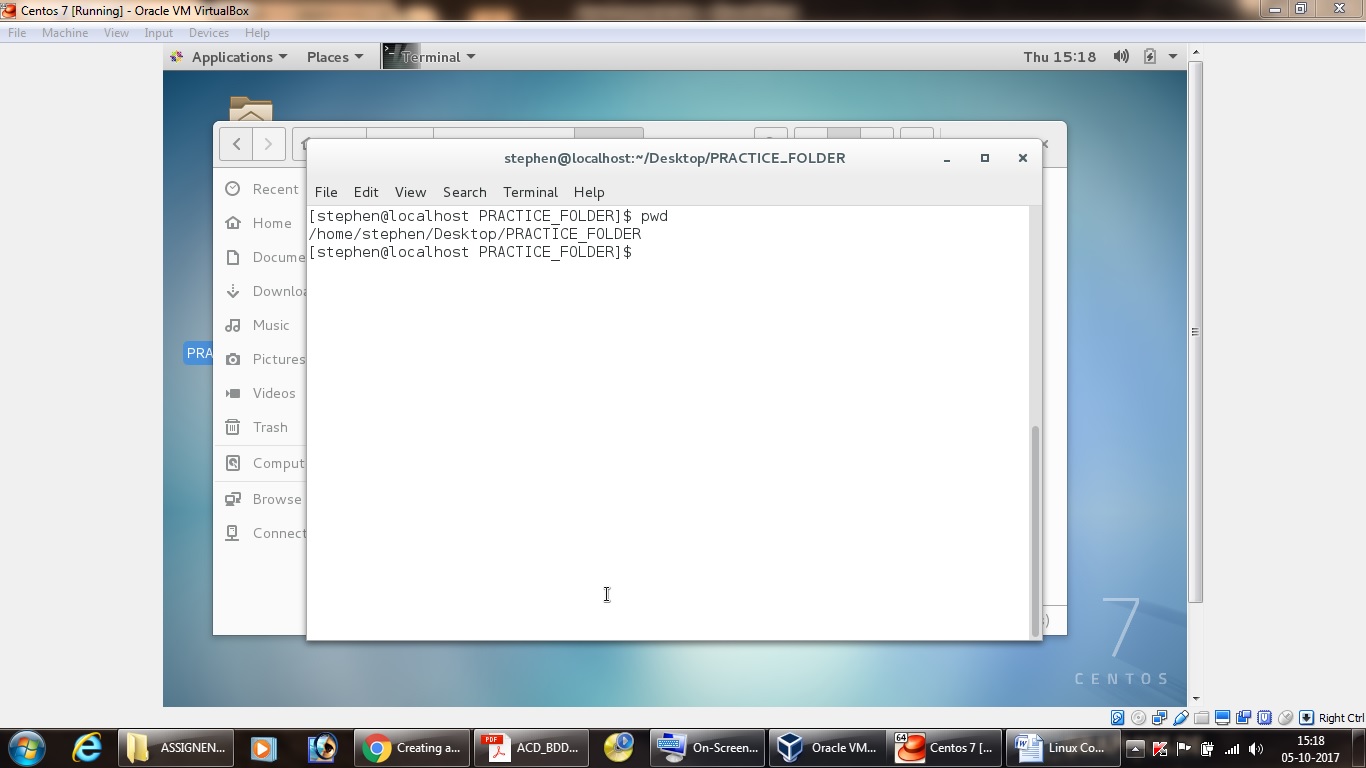 Centos 7 [Running] - Oracle VM VirtualBox
File Machine View Input Devices Help
Applications Places Terminal Thu 15:18
stephen@localhost:~/Desktop/PRACTICE_FOLDER
File Edit View Search Terminal Help
[stephen@localhost PRACTICE_FOLDER]$ pwd
/home/stephen/Desktop/PRACTICE_FOLDER
[stephen@localhost PRACTICE_FOLDER]$
Recent
Home
Docume
Downloa
Music
PRA
Pictures
Videos
Trash
Comput
Browse
Connect
7
CENTOS
Right Ctrl
ASSIGNEN...
Creating a...
PDF
ACD_BDD...
On-Screen...
Oracle VM...
64
Centos 7 [...
Linux Co...
15:18
05-10-2017